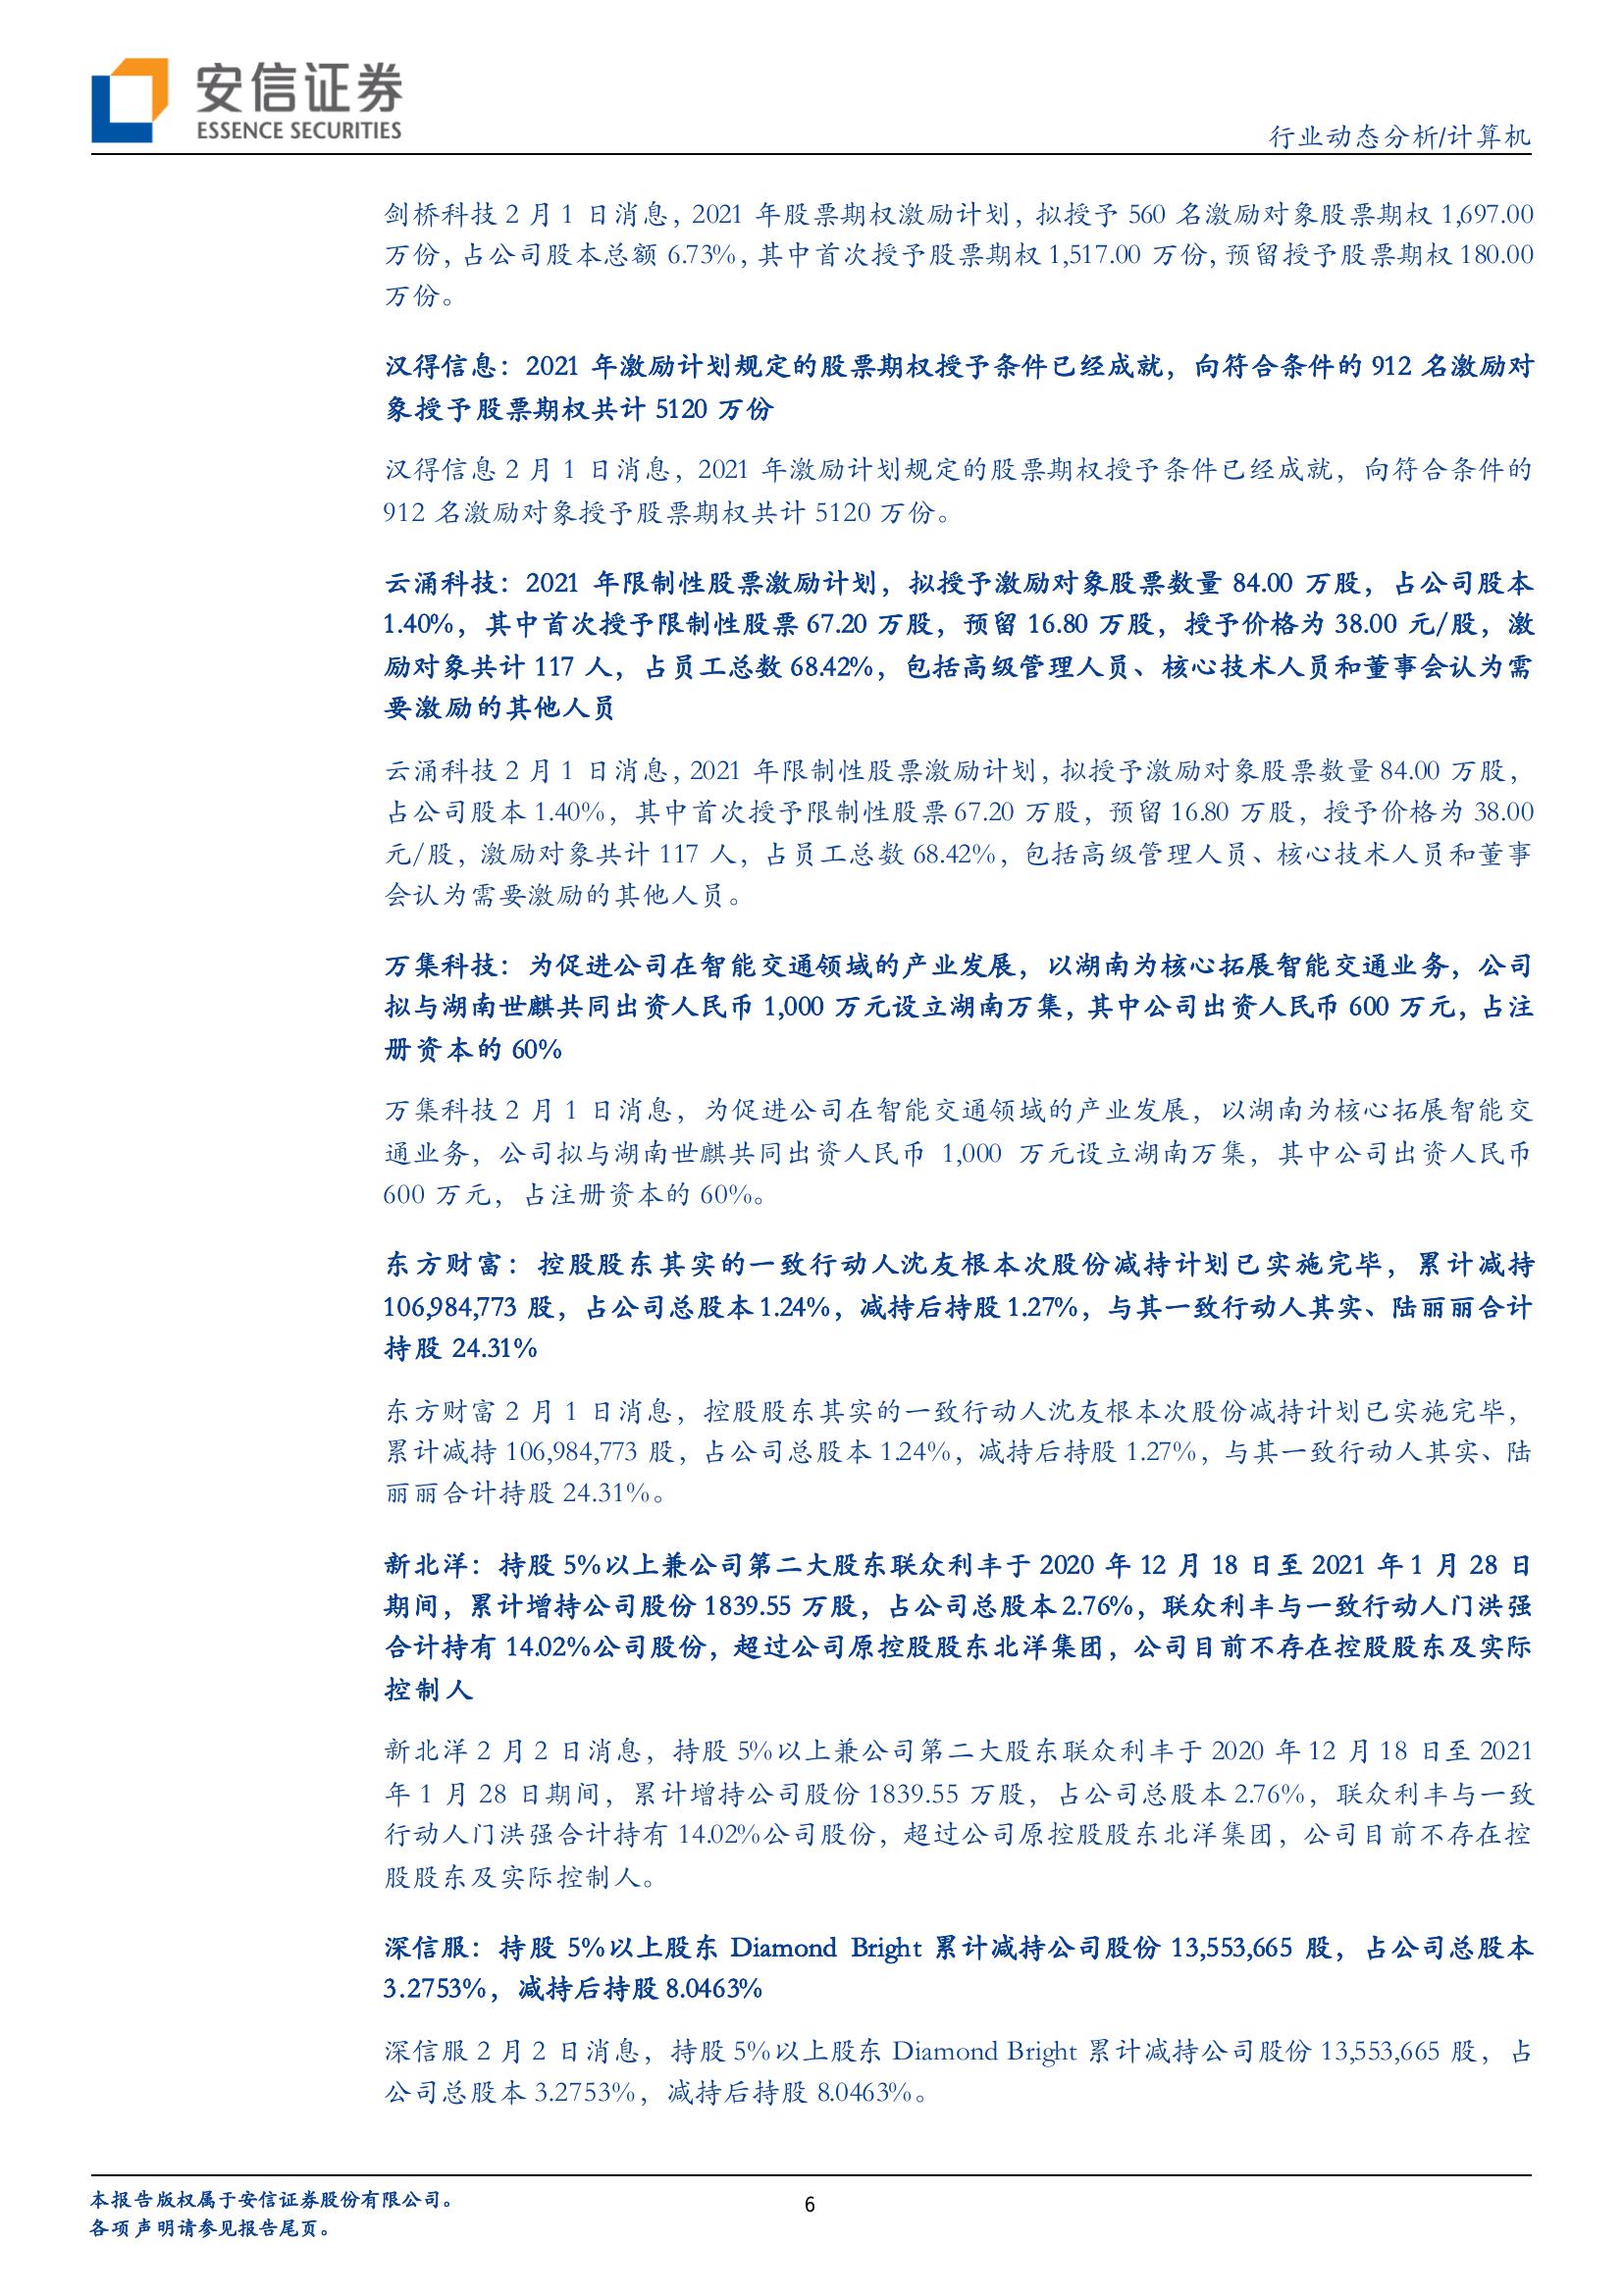 安信证券
ESSENCE SECURITIES
行业动态分析/计算机
剑桥科技 2 月 1 日消息，2021 年股票期权激励计划，拟授予 560 名激励对象股票期权 1,697.00
万份，占公司股本总额 6.73%，其中首次授予股票期权 1,517.00 万份，预留授予股票期权 180.00
万份。
汉得信息：2021 年激励计划规定的股票期权授予条件已经成就，向符合条件的 912 名激励对
象授予股票期权共计 5120 万份
汉得信息 2 月 1 日消息，2021 年激励计划规定的股票期权授予条件已经成就，向符合条件的
912 名激励对象授予股票期权共计 5120 万份。
云涌科技：2021 年限制性股票激励计划，拟授予激励对象股票数量 84.00 万股，占公司股本
1.40%，其中首次授予限制性股票 67.20 万股，预留 16.80 万股，授予价格为 38.00 元/股，激
励对象共计 117 人，占员工总数 68.42%，包括高级管理人员、核心技术人员和董事会认为需
要激励的其他人员
云涌科技 2 月 1 日消息，2021 年限制性股票激励计划，拟授予激励对象股票数量 84.00 万股，
占公司股本 1.40%，其中首次授予限制性股票 67.20 万股，预留 16.80 万股，授予价格为 38.00
元/股，激励对象共计 117 人，占员工总数 68.42%，包括高级管理人员、核心技术人员和董事
会认为需要激励的其他人员。
万集科技：为促进公司在智能交通领域的产业发展，以湖南为核心拓展智能交通业务，公司
拟与湖南世麒共同出资人民币 1,000 万元设立湖南万集，其中公司出资人民币 600 万元，占注
册资本的 60%
万集科技 2 月 1 日消息，为促进公司在智能交通领域的产业发展，以湖南为核心拓展智能交
通业务，公司拟与湖南世麒共同出资人民币 1,000 万元设立湖南万集，其中公司出资人民币
600 万元，占注册资本的 60%。
东方财富：控股股东其实的一致行动人沈友根本次股份减持计划已实施完毕，累计减持
106,984,773 股，占公司总股本 1.24%，减持后持股 1.27%，与其一致行动人其实、陆丽丽合计
持股 24.31%
东方财富 2 月 1 日消息，控股股东其实的一致行动人沈友根本次股份减持计划已实施完毕，
累计减持 106,984,773 股，占公司总股本 1.24%，减持后持股 1.27%，与其一致行动人其实、陆
丽丽合计持股 24.31%。
新北洋：持股 5%以上兼公司第二大股东联众利丰于 2020 年 12 月 18 日至 2021 年 1 月 28 日
期间，累计增持公司股份 1839.55 万股，占公司总股本 2.76%，联众利丰与一致行动人门洪强
合计持有 14.02%公司股份，超过公司原控股股东北洋集团，公司目前不存在控股股东及实际
控制人
新北洋 2 月 2 日消息，持股 5%以上兼公司第二大股东联众利丰于 2020 年 12 月 18 日至 2021
年 1 月 28 日期间，累计增持公司股份 1839.55 万股，占公司总股本 2.76%，联众利丰与一致
行动人门洪强合计持有 14.02%公司股份，超过公司原控股股东北洋集团，公司目前不存在控
股股东及实际控制人。
深信服：持股 5%以上股东 Diamond Bright 累计减持公司股份 13,553,665 股，占公司总股本
3.2753%，减持后持股 8.0463%
深信服 2 月 2 日消息，持股 5%以上股东 Diamond Bright 累计减持公司股份 13,553,665 股，占
公司总股本 3.2753%，减持后持股 8.0463%。
本报告版权属于安信证券股份有限公司。
各项声明请参见报告尾页。
6